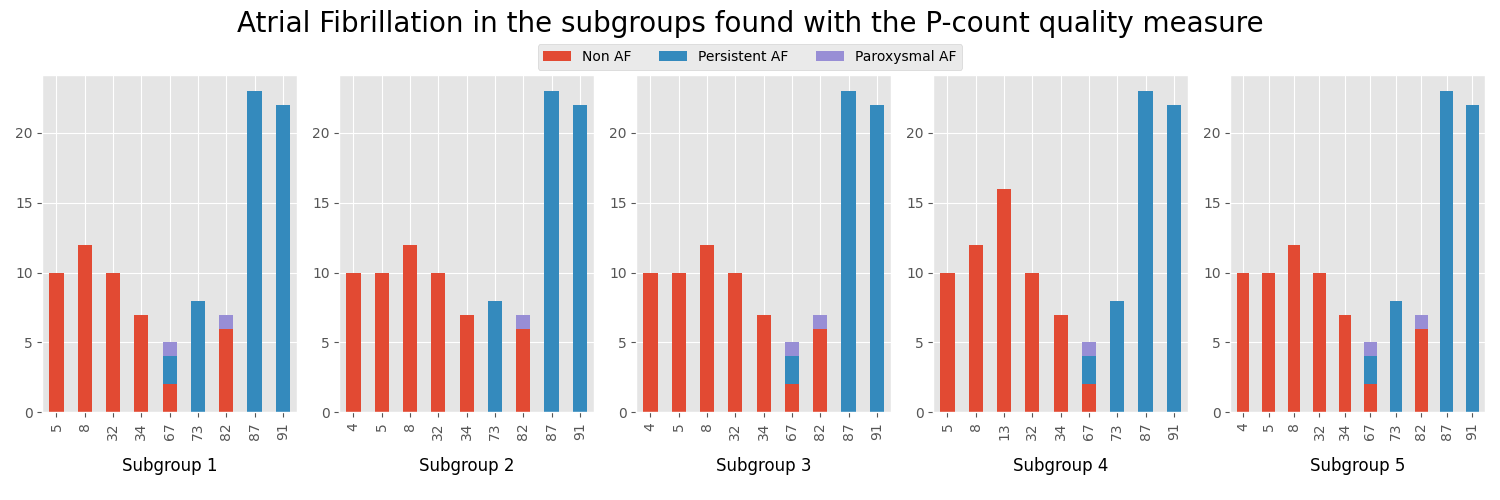 Atrial Fibrillation in the subgroups found with the P-count quality measure
Non AF Persistent AF Paroxysmal AF
20
15
10
5
0
5 8 32 34 67 73 82 87 91
Subgroup 1
20
15
10
5
0
4 5 8 32 34 73 82 87 91
Subgroup 2
20
15
10
5
0
4 5 8 32 34 67 82 87 91
Subgroup 3
20
15
10
5
0
5 8 13 32 34 67 73 87 91
Subgroup 4
20
15
10
5
0
4 5 8 32 34 67 73 82 87 91
Subgroup 5